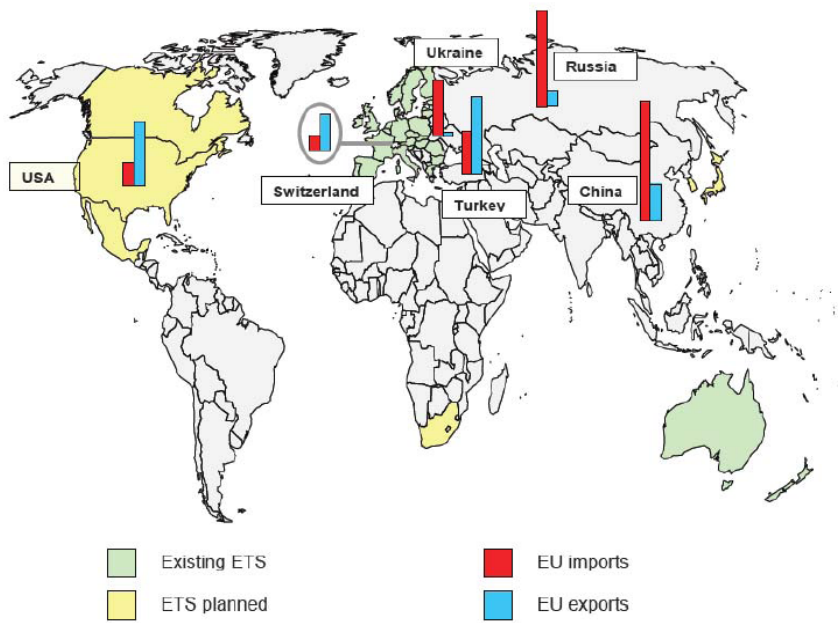 Ukraine
Russia
USA
Switzerland
Turkey
China
Existing ETS
EU imports
ETS planned
EU exports